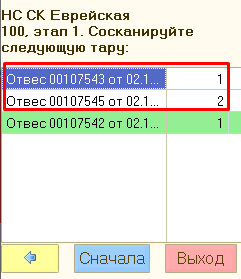 НС СК Еврейская
100, этап 1. Сосканируйте
следующую тару:
Отвес 00107543 от 02.1... 1
Отвес 00107545 от 02.1... 2
Отвес 00107542 от 02.1... 1
Сначала Выход